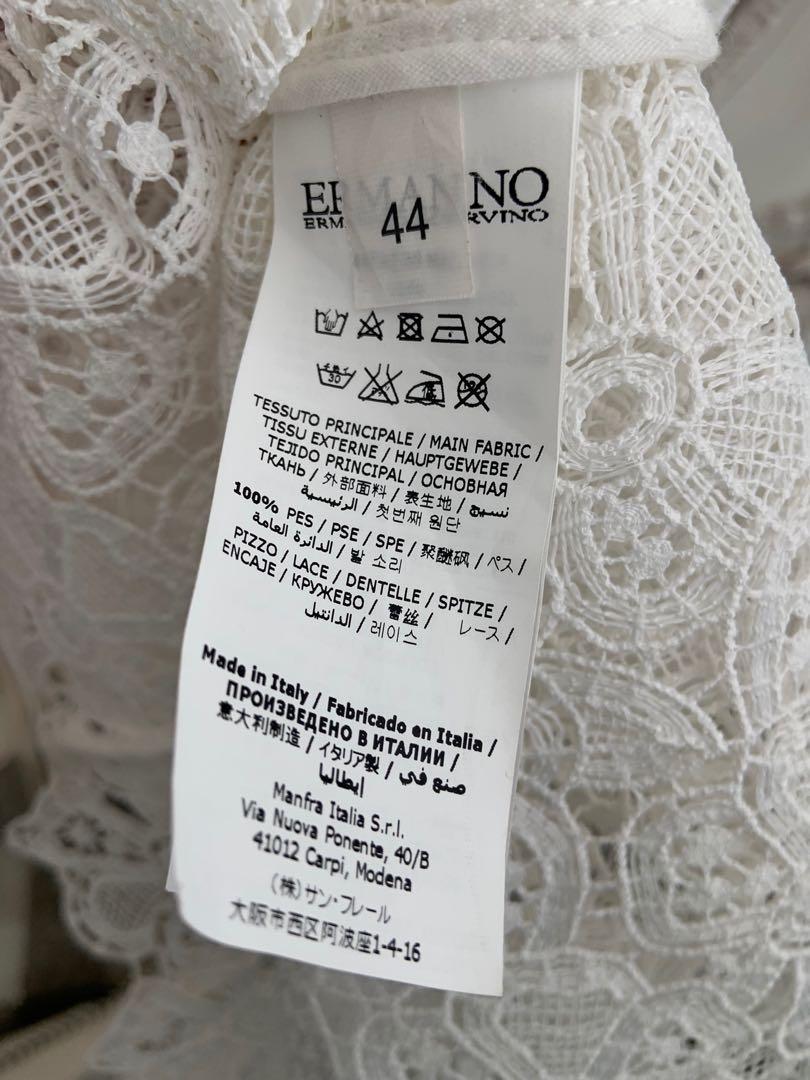 ERMANNO
44
30
TESSUTO PRINCIPALE / MAIN FABRIC /
TISSU EXTERNE / HAUPTGEWEBE /
TEJIDO PRINCIPAL / ОСНОВНАЯ
ТКАНЬ / 外部面料 / 表生地 / نسيج
الرئيسية / 첫번째 원단
100% PES / PSE / SPE / 聚醚砜 / ペス /
الدائرة العامة / 발 소리
PIZZO / LACE / DENTELLE / SPITZE /
ENCAJE / КРУЖЕВО / 蕾丝 / レース /
الدانتيل / 레이스
Made in Italy / Fabricado en Italia /
ПРОИЗВЕДЕНО В ИТАЛИИ /
意大利制造 / イタリア製 / صنع في
إيطاليا
Manfra Italia S.r.l.
Via Nuova Ponente, 40/B
41012 Carpi, Modena
(株)サン・フレール
大阪市西区阿波座1-4-16